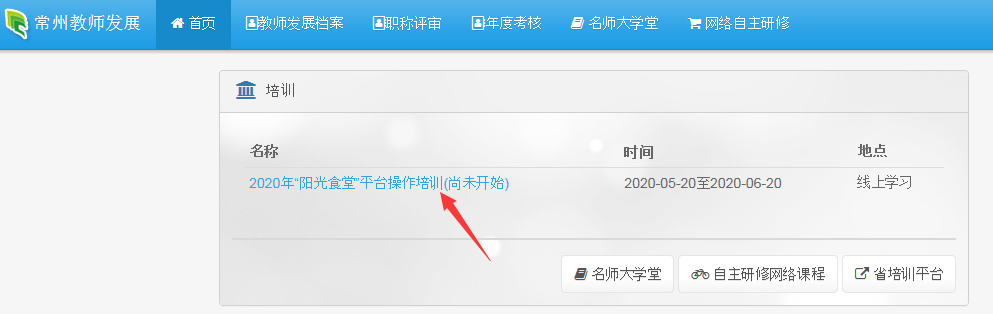 常州教师发展 首页 教师发展档案 职称评审 年度考核 名师大学堂 网络自主研修
培训
名称 时间 地点
2020年“阳光食堂”平台操作培训(尚未开始) 2020-05-20至2020-06-20 线上学习
名师大学堂 自主研修网络课程 省培训平台